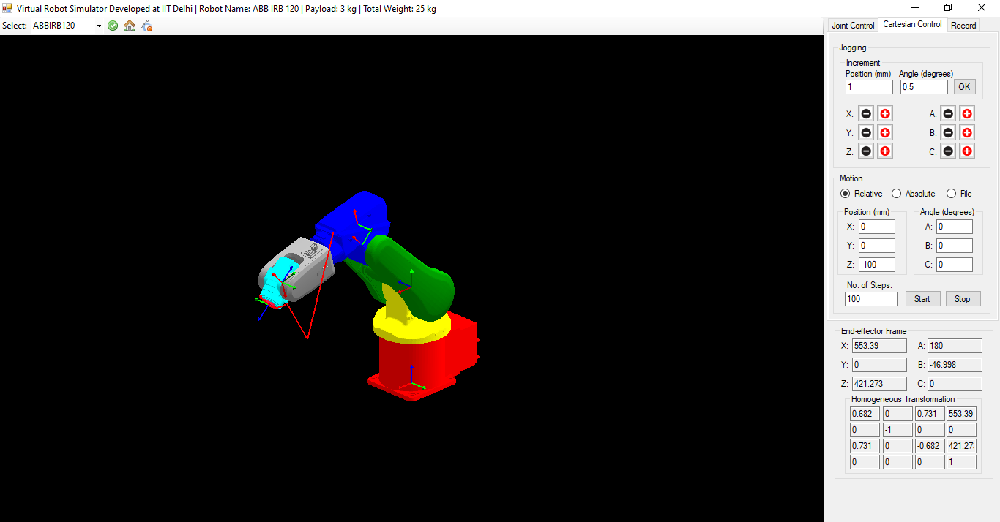 Virtual Robot Simulator Developed at IIT Delhi | Robot Name: ABB IRB 120 | Payload: 3 kg | Total Weight: 25 kg
Select: ABBIRB120
Joint Control Cartesian Control Record
Jogging
Increment
Position (mm) Angle (degrees)
1 0.5 OK
X: A:
Y: B:
Z: C:
Motion
Relative Absolute File
Position (mm) Angle (degrees)
X: 0 A: 0
Y: 0 B: 0
Z: -100 C: 0
No. of Steps:
100 Start Stop
End-effector Frame
X: 553.39 A: 180
Y: 0 B: -46.998
Z: 421.273 C: 0
Homogeneous Transformation
0.682 0 0.731 553.39
0 -1 0 0
0.731 0 -0.682 421.27
0 0 0 1